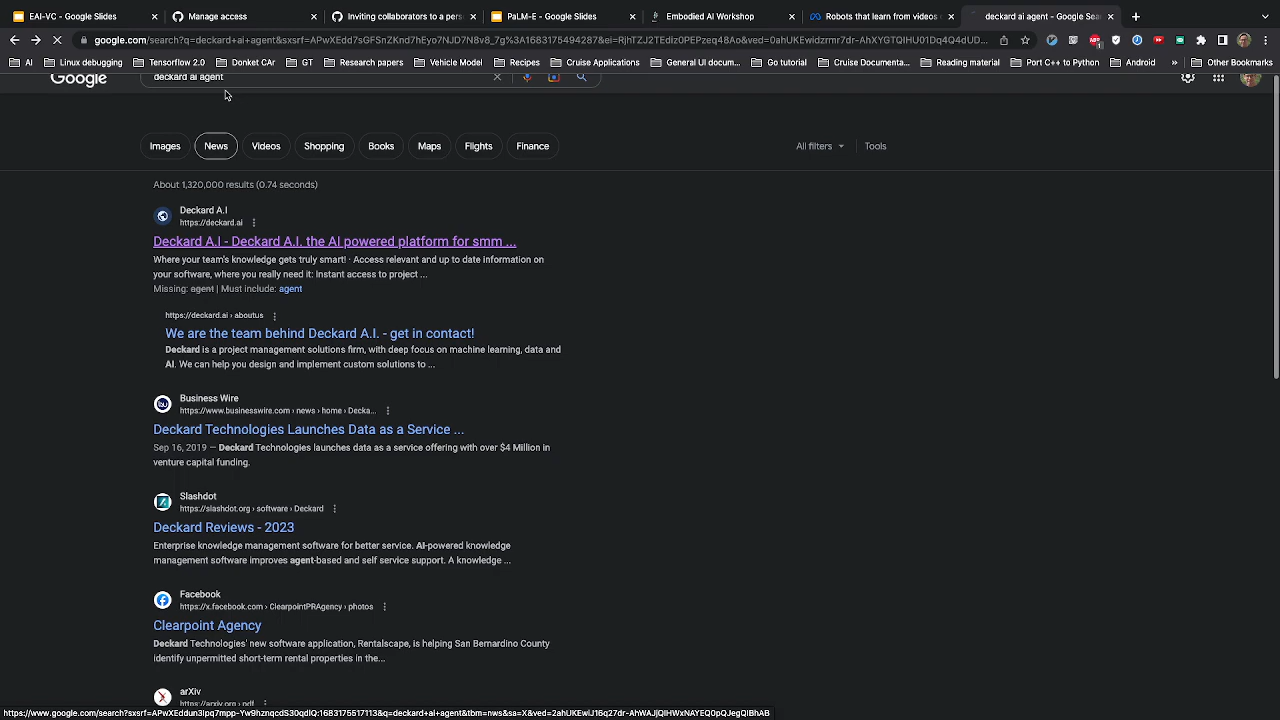 EAI-VC - Google Slides
Manage access
Inviting collaborators to a pers
PaLM-E - Google Slides
Embodied AI Workshop
Robots that learn from videos
deckard ai agent - Google Sea
AI
Linux debugging
Tensorflow 2.0
Donket CAr
GT
Research papers
Vehicle Model
Recipes
Cruise Applications
General UI docum...
Go tutorial
Cruise Documenta...
Reading material
Port C++ to Python
Android
Other Bookmarks
Google
deckard ai agent
Images
News
Videos
Shopping
Books
Maps
Flights
Finance
All filters
Tools
About 1,320,000 results (0.74 seconds)
Deckard A.I
https://deckard.ai
Deckard A.I - Deckard A.I. the AI powered platform for smm ...
Where your team's knowledge gets truly smart! · Access relevant and up to date information on
your software, where you really need it: Instant access to project ...
Missing: agent | Must include: agent
https://deckard.ai › aboutus
We are the team behind Deckard A.I. - get in contact!
Deckard is a project management solutions firm, with deep focus on machine learning, data and
AI. We can help you design and implement custom solutions to ...
Business Wire
https://www.businesswire.com › news › home › Decka...
Deckard Technologies Launches Data as a Service ...
Sep 16, 2019 — Deckard Technologies launches data as a service offering with over $4 Million in
venture capital funding.
Slashdot
https://slashdot.org › software › Deckard
Deckard Reviews - 2023
Enterprise knowledge management software for better service. AI-powered knowledge
management software improves agent-based and self service support. A knowledge ...
Facebook
https://x.facebook.com › ClearpointPRAgency › photos
Clearpoint Agency
Deckard Technologies' new software application, Rentalscape, is helping San Bernardino County
identify unpermitted short-term rental properties in the...
arXiv
https://arxiv.org › pdf